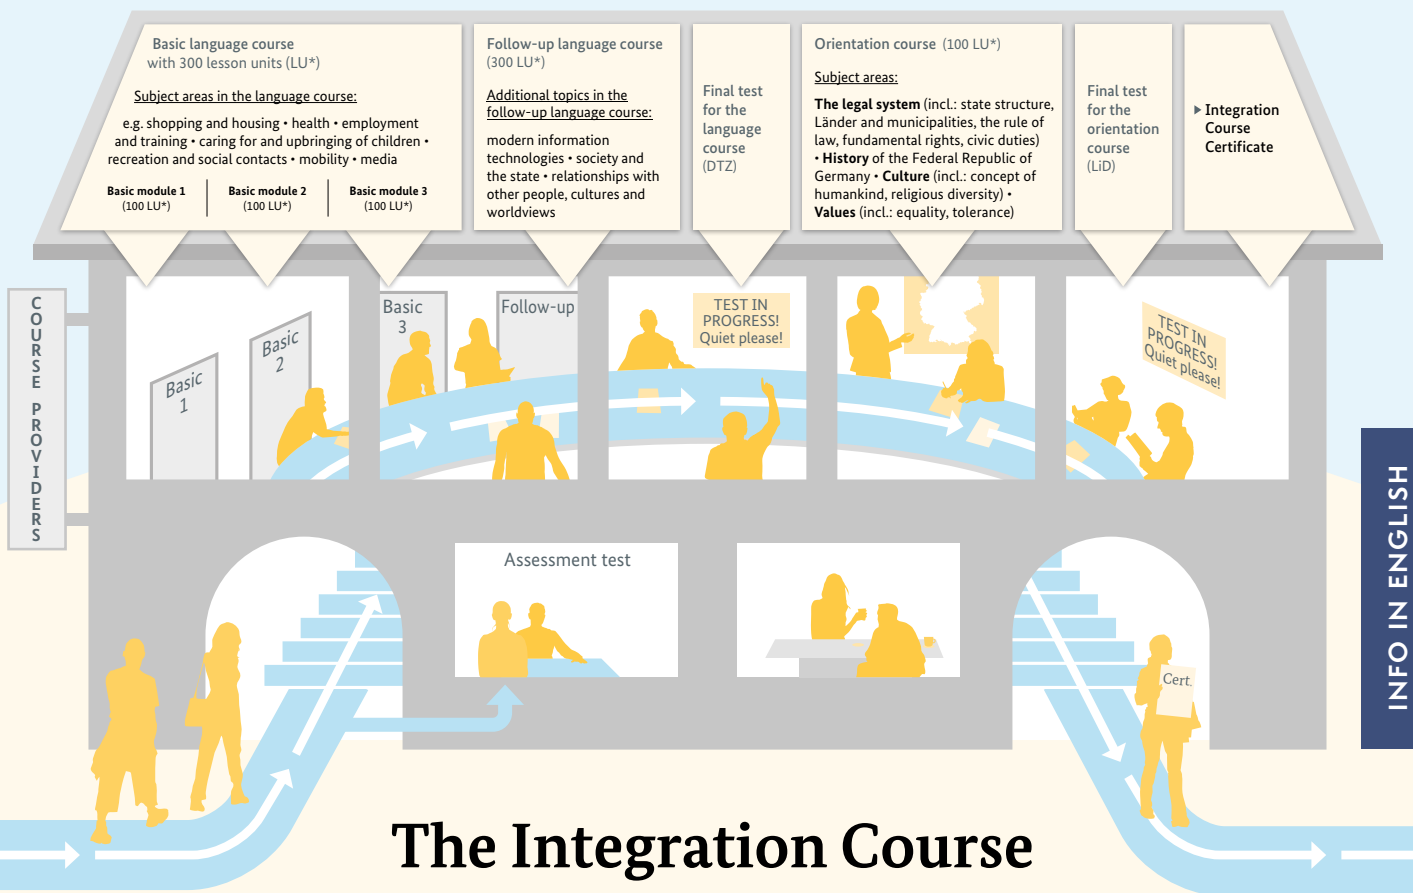 Basic language course
with 300 lesson units (LU*)
Subject areas in the language course:
e.g. shopping and housing • health • employment
and training • caring for and upbringing of children •
recreation and social contacts • mobility • media
Basic module 1
(100 LU*)
Basic module 2
(100 LU*)
Basic module 3
(100 LU*)
Follow-up language course
(300 LU*)
Additional topics in the
follow-up language course:
modern information
technologies • society and
the state • relationships with
other people, cultures and
worldviews
Final test
for the
language
course
(DTZ)
Orientation course (100 LU*)
Subject areas:
The legal system (incl.: state structure,
Länder and municipalities, the rule of
law, fundamental rights, civic duties)
• History of the Federal Republic of
Germany • Culture (incl.: concept of
humankind, religious diversity) •
Values (incl.: equality, tolerance)
Final test
for the
orientation
course
(LiD)
▶ Integration
Course
Certificate
COURSE PROVIDERS
Basic
1
Basic
2
Basic
3
Follow-up
TEST IN
PROGRESS!
Quiet please!
TEST IN
PROGRESS!
Quiet please!
Assessment test
Cert.
INFO IN ENGLISH
The Integration Course